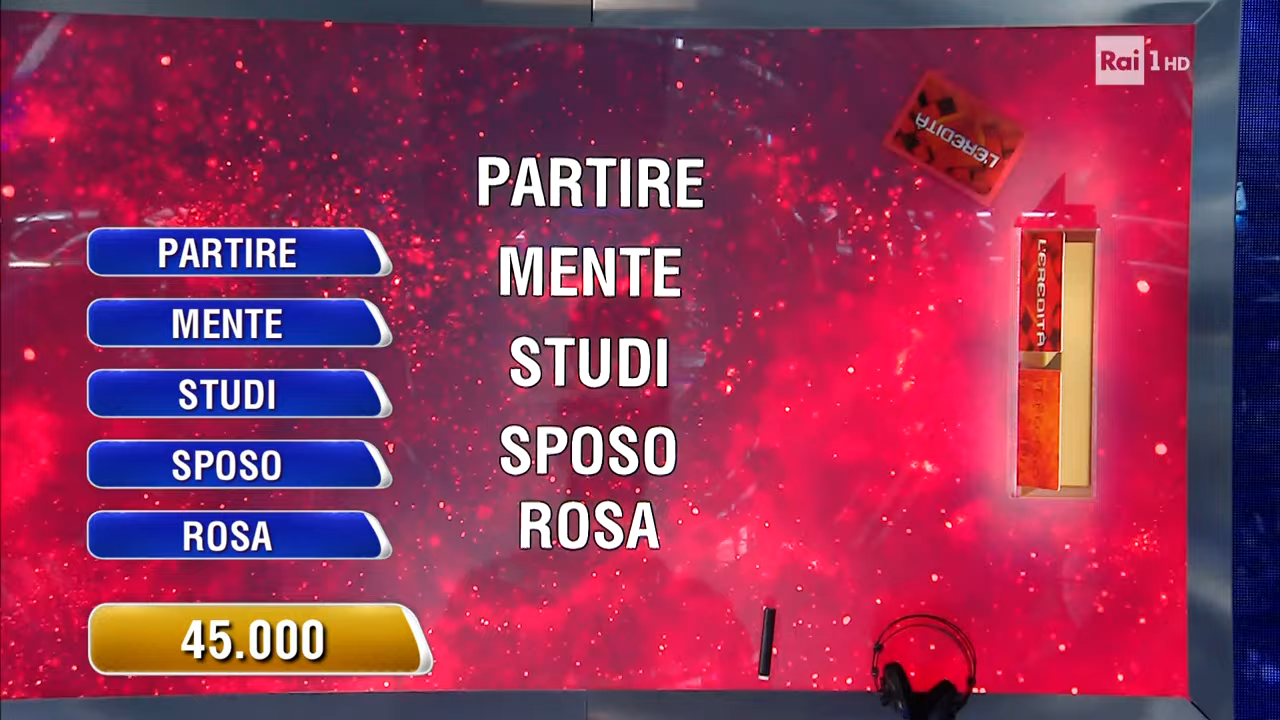 Rai 1 HD
L'EREDITÀ
PARTIRE
MENTE
STUDI
SPOSO
ROSA
L'EREDITÀ
PARTIRE
MENTE
STUDI
SPOSO
ROSA
45.000